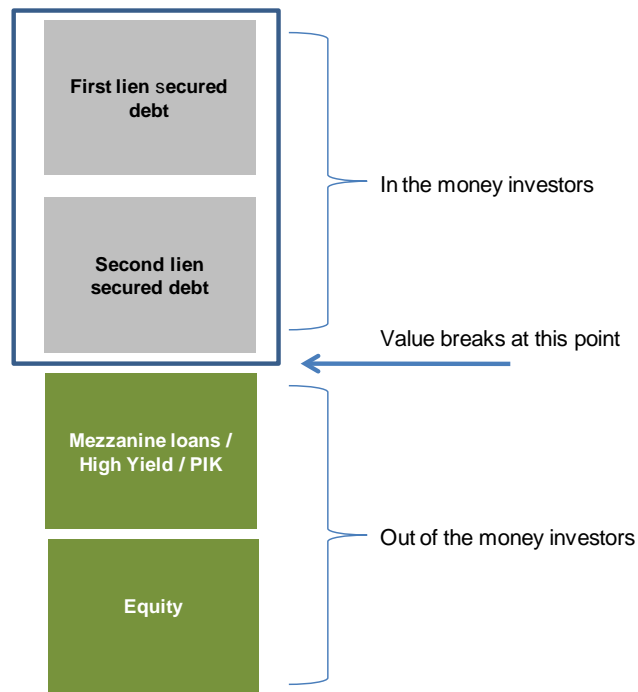 First lien secured
debt
In the money investors
Second lien
secured debt
Value breaks at this point
Mezzanine loans /
High Yield / PIK
Out of the money investors
Equity